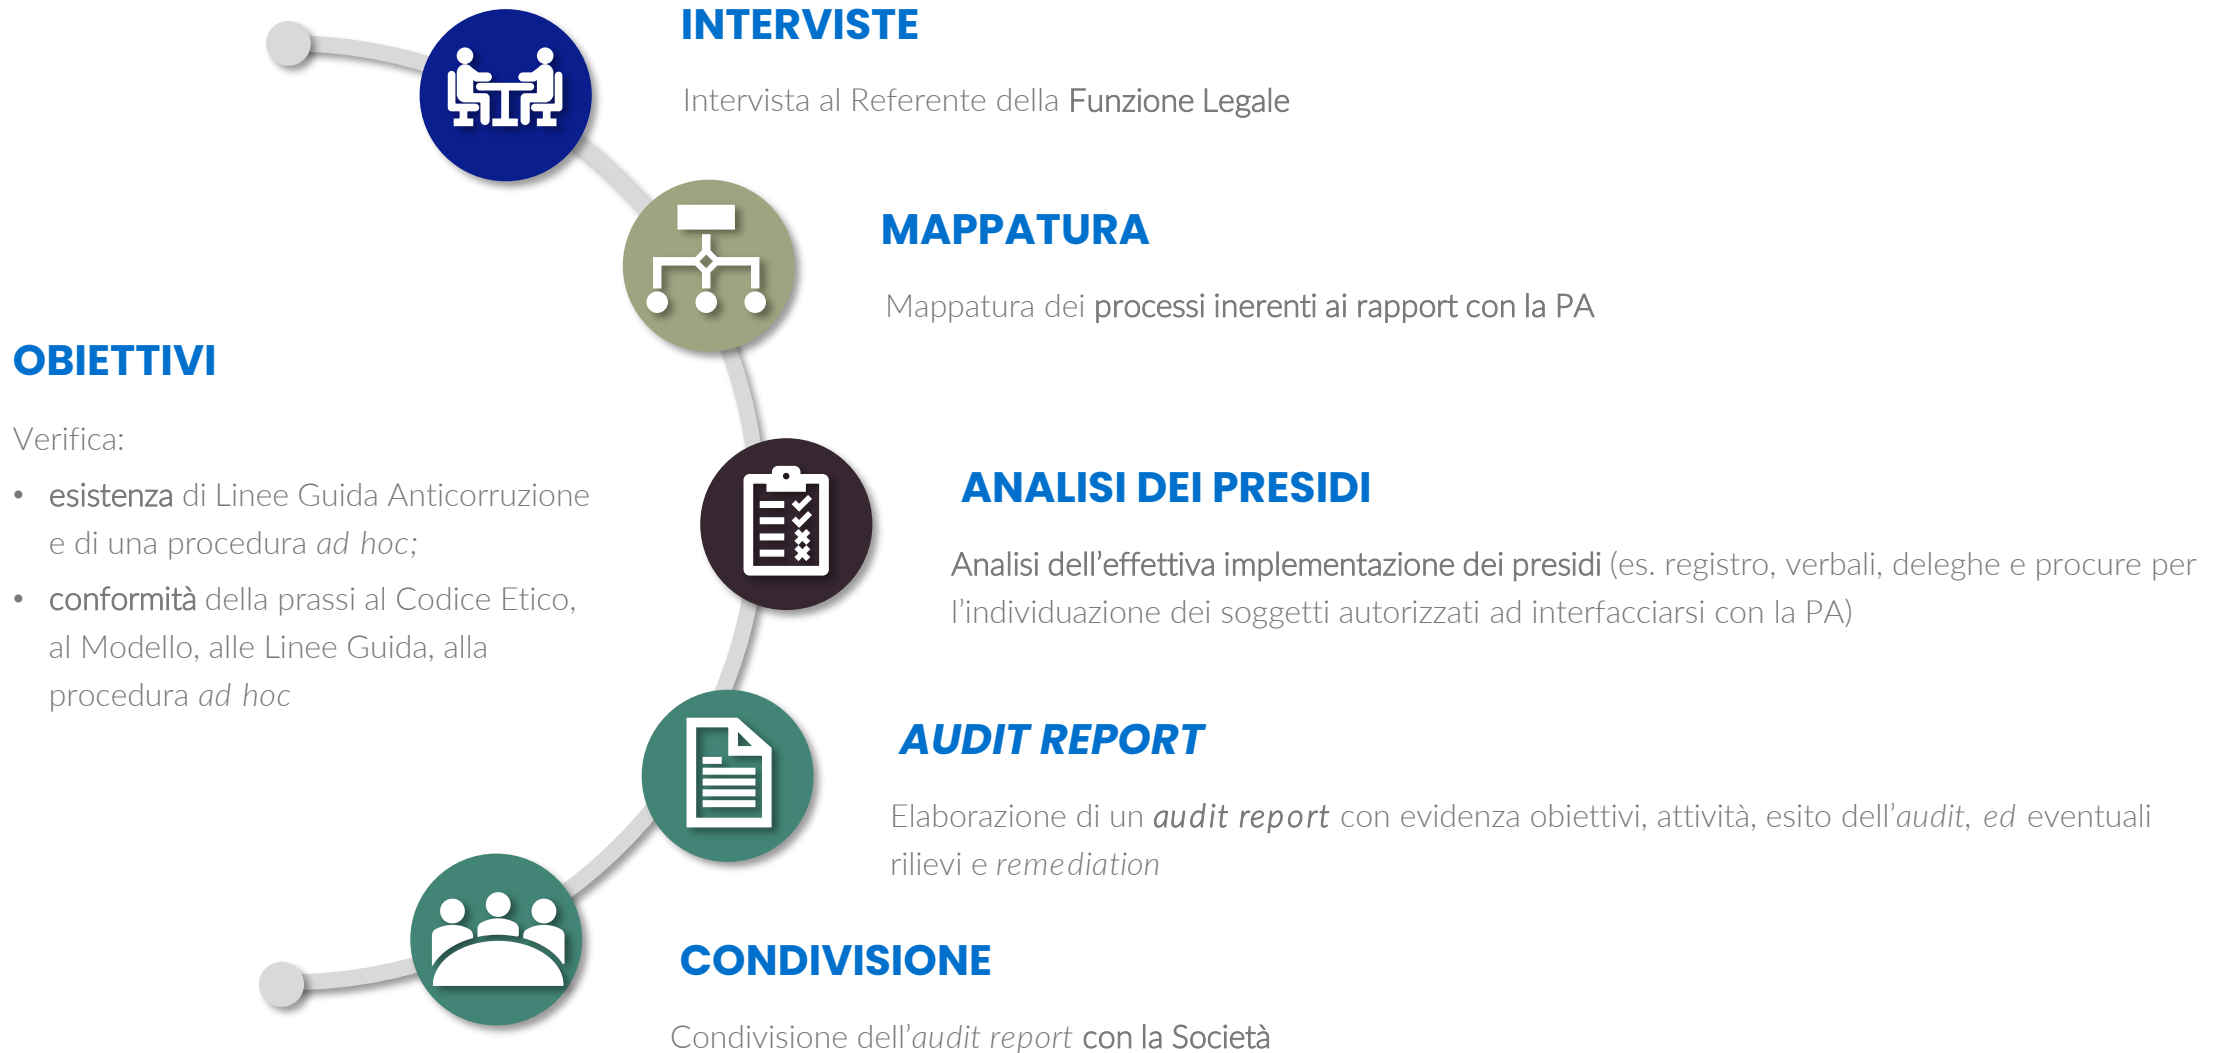 INTERVISTE
Intervista al Referente della Funzione Legale
MAPPATURA
Mappatura dei processi inerenti ai rapport con la PA
OBIETTIVI
Verifica:
• esistenza di Linee Guida Anticorruzione
e di una procedura ad hoc;
• conformità della prassi al Codice Etico,
al Modello, alle Linee Guida, alla
procedura ad hoc
ANALISI DEI PRESIDI
Analisi dell’effettiva implementazione dei presidi (es. registro, verbali, deleghe e procure per
l’individuazione dei soggetti autorizzati ad interfacciarsi con la PA)
AUDIT REPORT
Elaborazione di un audit report con evidenza obiettivi, attività, esito dell’audit, ed eventuali
rilievi e remediation
CONDIVISIONE
Condivisione dell’audit report con la Società